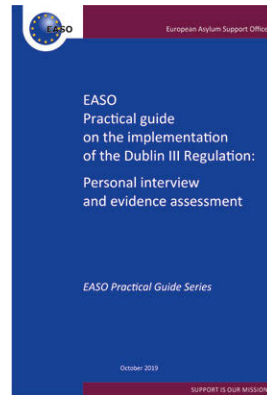 EASO
European Asylum Support Office
EASO
Practical guide
on the implementation
of the Dublin III Regulation:
Personal interview
and evidence assessment
EASO Practical Guide Series
October 2019
SUPPORT IS OUR MISSION